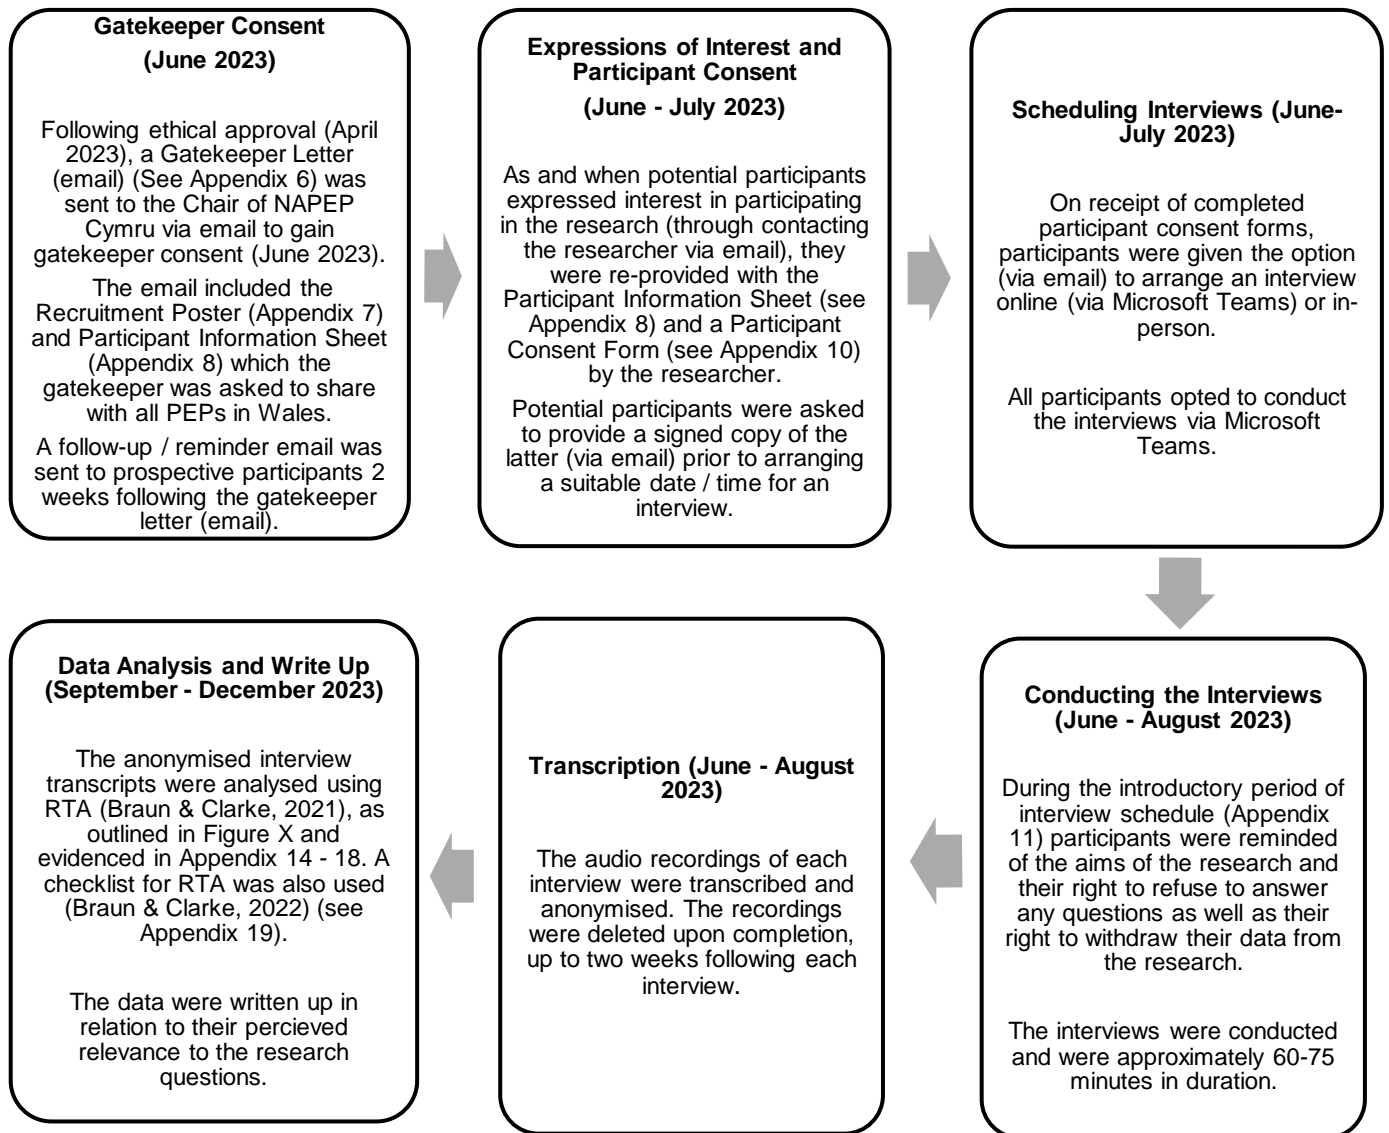 Gatekeeper Consent
(June 2023)
Following ethical approval (April
2023), a Gatekeeper Letter
(email) (See Appendix 6) was
sent to the Chair of NAPEP
Cymru via email to gain
gatekeeper consent (June 2023).
The email included the
Recruitment Poster (Appendix 7)
and Participant Information Sheet
(Appendix 8) which the
gatekeeper was asked to share
with all PEPs in Wales.
A follow-up / reminder email was
sent to prospective participants 2
weeks following the gatekeeper
letter (email).
Expressions of Interest and
Participant Consent
(June - July 2023)
As and when potential participants
expressed interest in participating
in the research (through contacting
the researcher via email), they
were re-provided with the
Participant Information Sheet (see
Appendix 8) and a Participant
Consent Form (see Appendix 10)
by the researcher.
Potential participants were asked
to provide a signed copy of the
latter (via email) prior to arranging
a suitable date / time for an
interview.
Scheduling Interviews (June-
July 2023)
On receipt of completed
participant consent forms,
participants were given the option
(via email) to arrange an interview
online (via Microsoft Teams) or in-
person.
All participants opted to conduct
the interviews via Microsoft
Teams.
Conducting the Interviews
(June - August 2023)
During the introductory period of
interview schedule (Appendix
11) participants were reminded
of the aims of the research and
their right to refuse to answer
any questions as well as their
right to withdraw their data from
the research.
The interviews were conducted
and were approximately 60-75
minutes in duration.
Transcription (June - August
2023)
The audio recordings of each
interview were transcribed and
anonymised. The recordings
were deleted upon completion,
up to two weeks following each
interview.
Data Analysis and Write Up
(September - December 2023)
The anonymised interview
transcripts were analysed using
RTA (Braun & Clarke, 2021), as
outlined in Figure X and
evidenced in Appendix 14 - 18. A
checklist for RTA was also used
(Braun & Clarke, 2022) (see
Appendix 19).
The data were written up in
relation to their percieved
relevance to the research
questions.